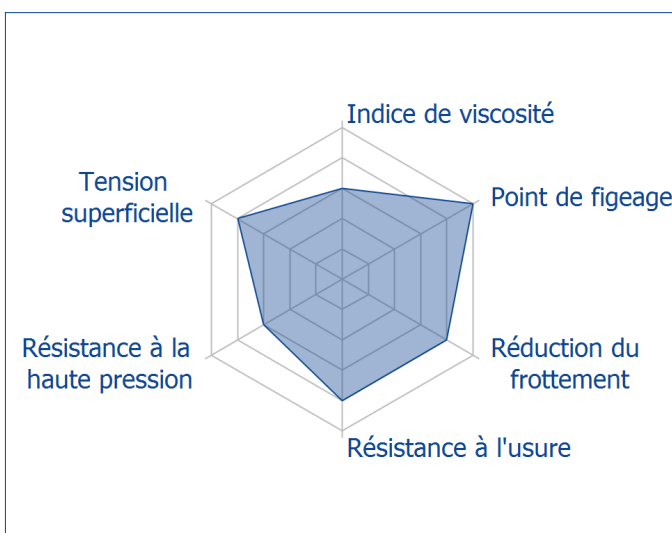 Indice de viscosité
Tension
superficielle
Point de figeage
Résistance à la
haute pression
Réduction du
frottement
Résistance à l'usure